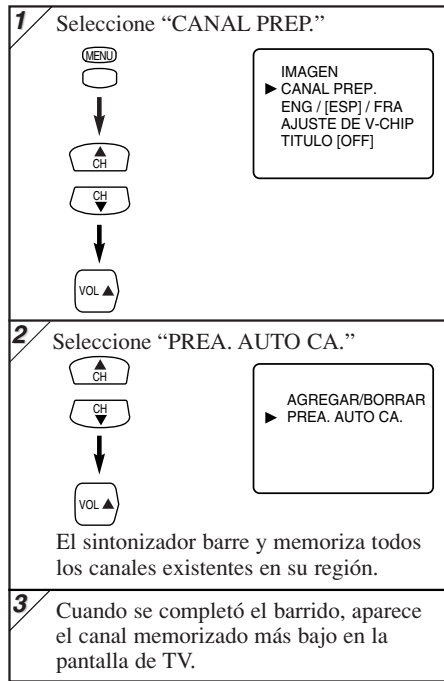 1
Seleccione “CANAL PREP.”
MENU
CH
CH
VOL
IMAGEN
CANAL PREP.
ENG / [ESP] / FRA
AJUSTE DE V-CHIP
TITULO [OFF]
2
Seleccione “PREA. AUTO CA.”
CH
CH
VOL
AGREGAR/BORRAR
PREA. AUTO CA.
El sintonizador barre y memoriza todos
los canales existentes en su región.
3
Cuando se completó el barrido, aparece
el canal memorizado más bajo en la
pantalla de TV.